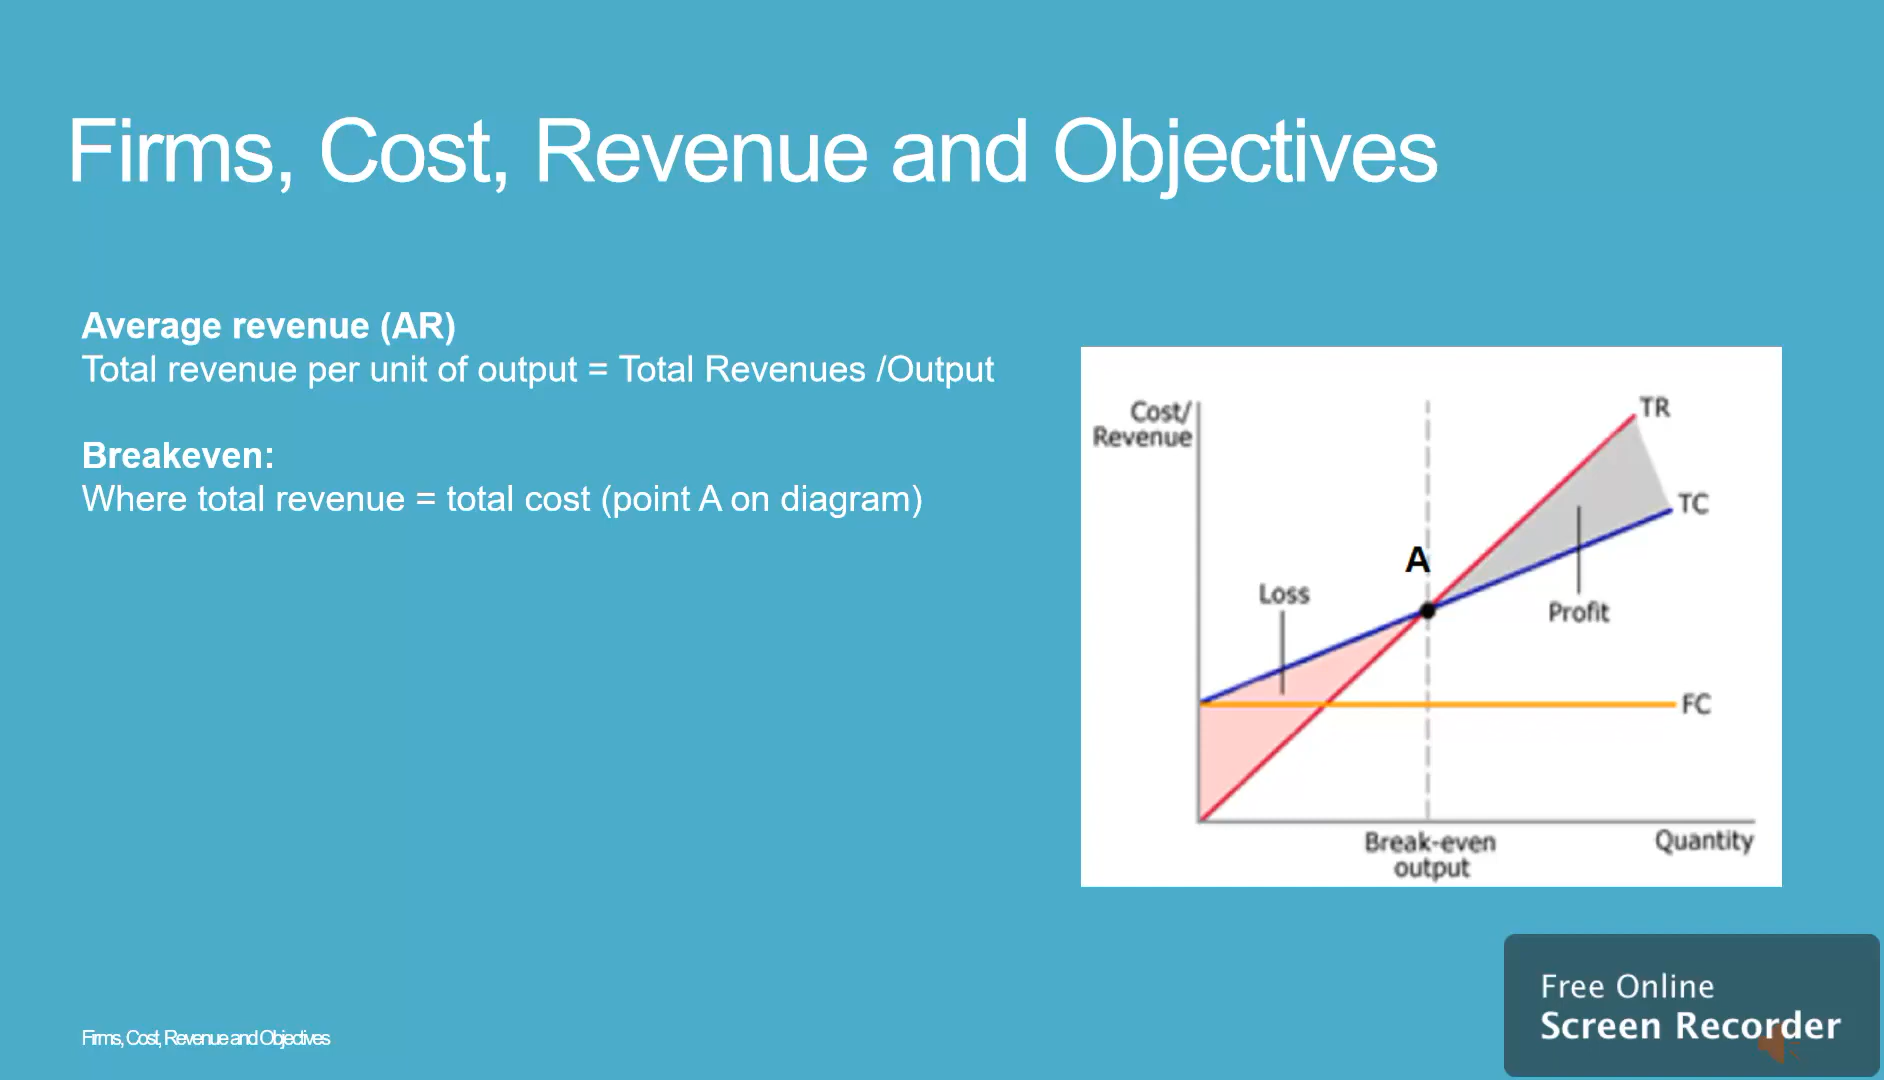 Firms, Cost, Revenue and Objectives
Average revenue (AR)
Total revenue per unit of output = Total Revenues /Output
Breakeven:
Where total revenue = total cost (point A on diagram)
Cost/
Revenue
TR
TC
A
Loss
Profit
FC
Break-even
output
Quantity
Firms, Cost, Revenue and Objectives
Free Online
Screen Recorder